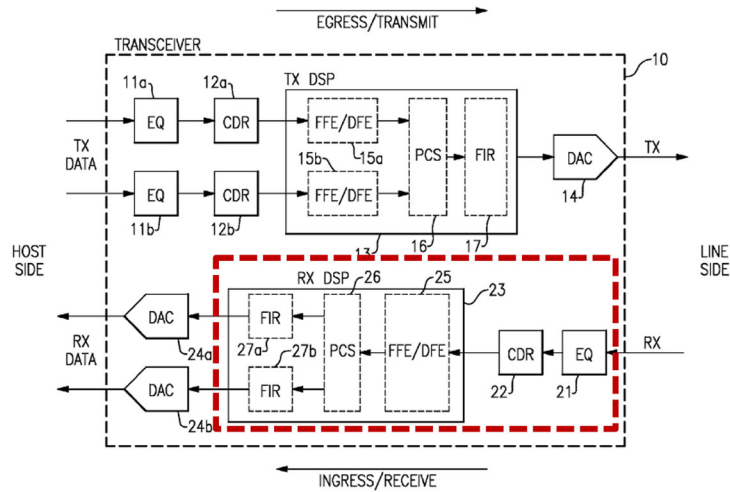 EGRESS/TRANSMIT
TRANSCEIVER
10
11a
12a
TX DSP
EQ
CDR
FFE/DFE
15a
TX
DATA
15b
PCS
FIR
DAC
TX
14
EQ
CDR
FFE/DFE
11b
12b
13
16
17
HOST
SIDE
LINE
SIDE
RX DSP
26
25
23
DAC
FIR
24a
27a
RX
DATA
27b
PCS
FFE/DFE
CDR
EQ
RX
22
21
DAC
FIR
24b
INGRESS/RECEIVE